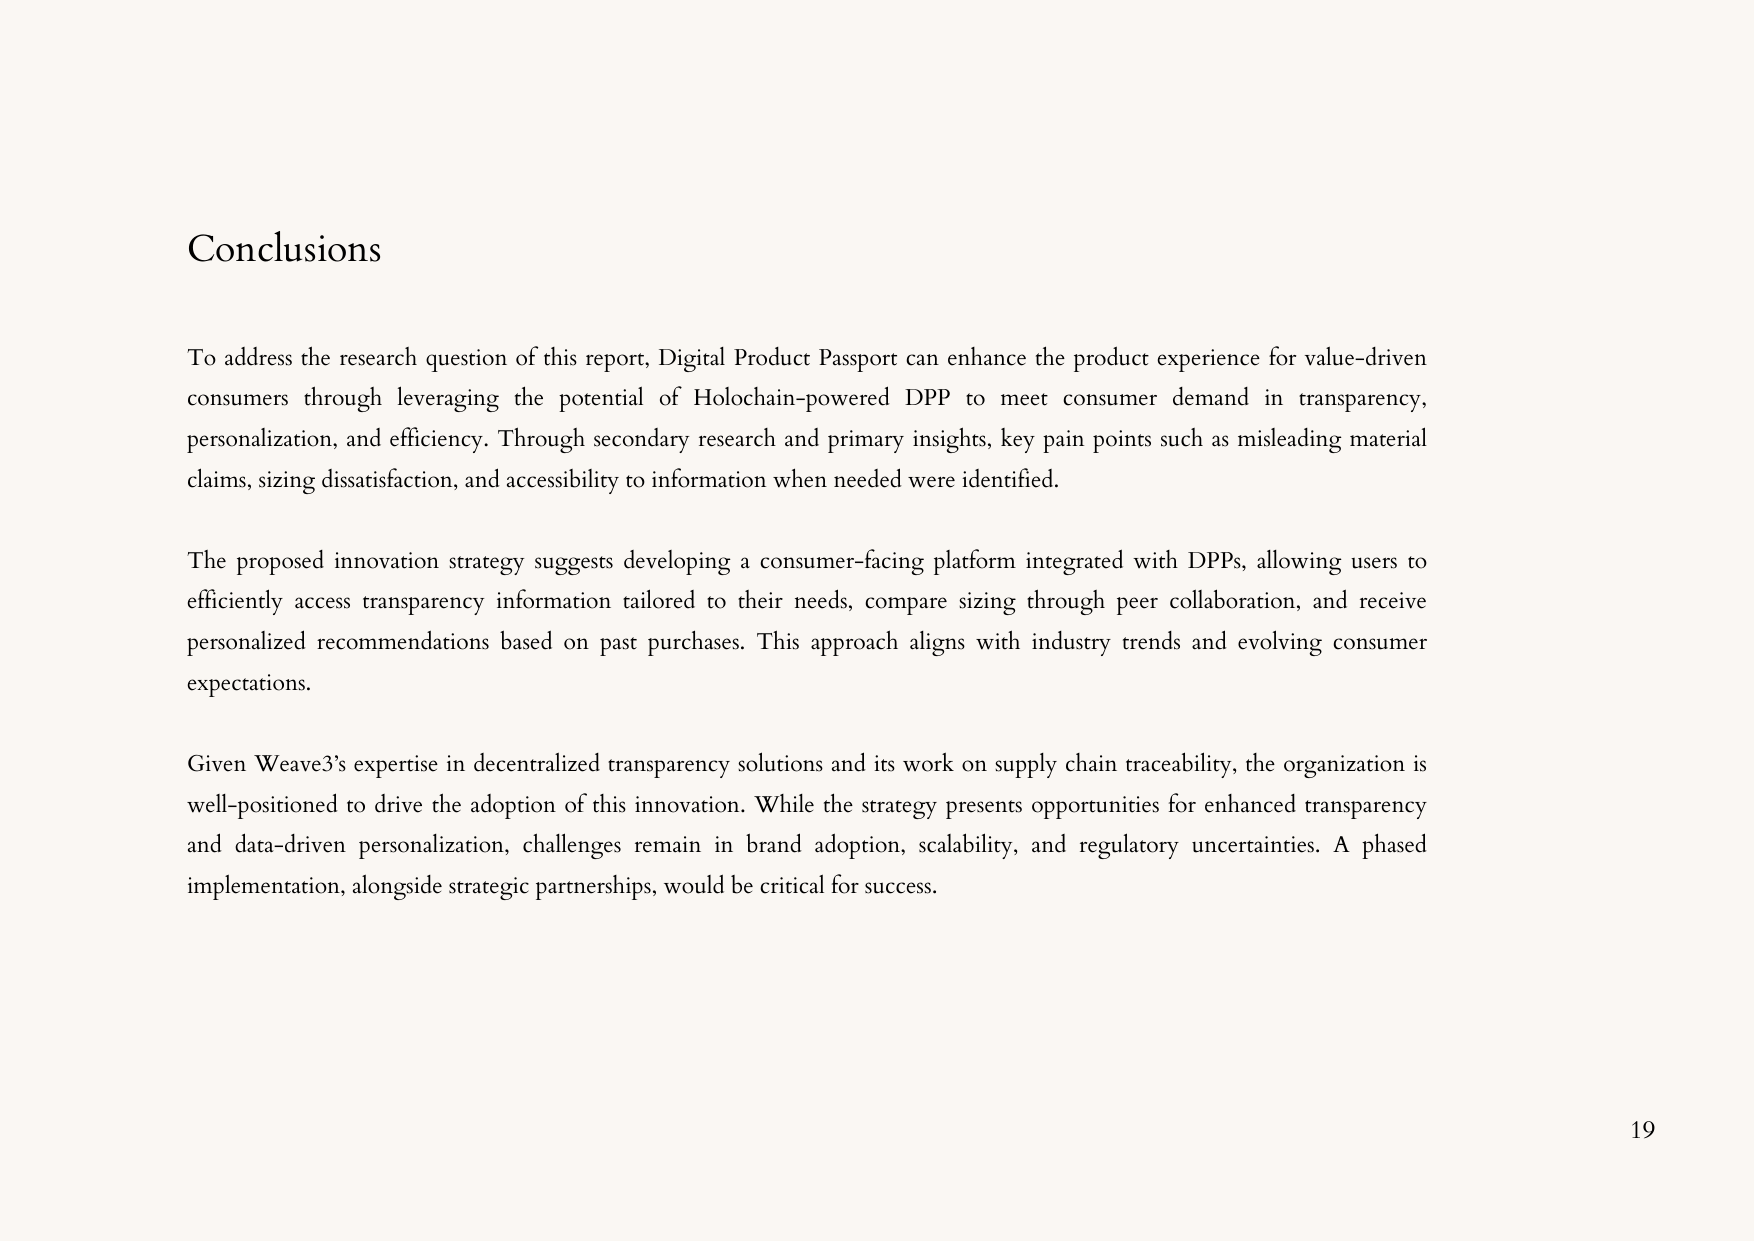 Conclusions
To address the research question of this report, Digital Product Passport can enhance the product experience for value-driven
consumers through leveraging the potential of Holochain-powered DPP to meet consumer demand in transparency,
personalization, and efficiency. Through secondary research and primary insights, key pain points such as misleading material
claims, sizing dissatisfaction, and accessibility to information when needed were identified.
The proposed innovation strategy suggests developing a consumer-facing platform integrated with DPPs, allowing users to
efficiently access transparency information tailored to their needs, compare sizing through peer collaboration, and receive
personalized recommendations based on past purchases. This approach aligns with industry trends and evolving consumer
expectations.
Given Weave3’s expertise in decentralized transparency solutions and its work on supply chain traceability, the organization is
well-positioned to drive the adoption of this innovation. While the strategy presents opportunities for enhanced transparency
and data-driven personalization, challenges remain in brand adoption, scalability, and regulatory uncertainties. A phased
implementation, alongside strategic partnerships, would be critical for success.
19